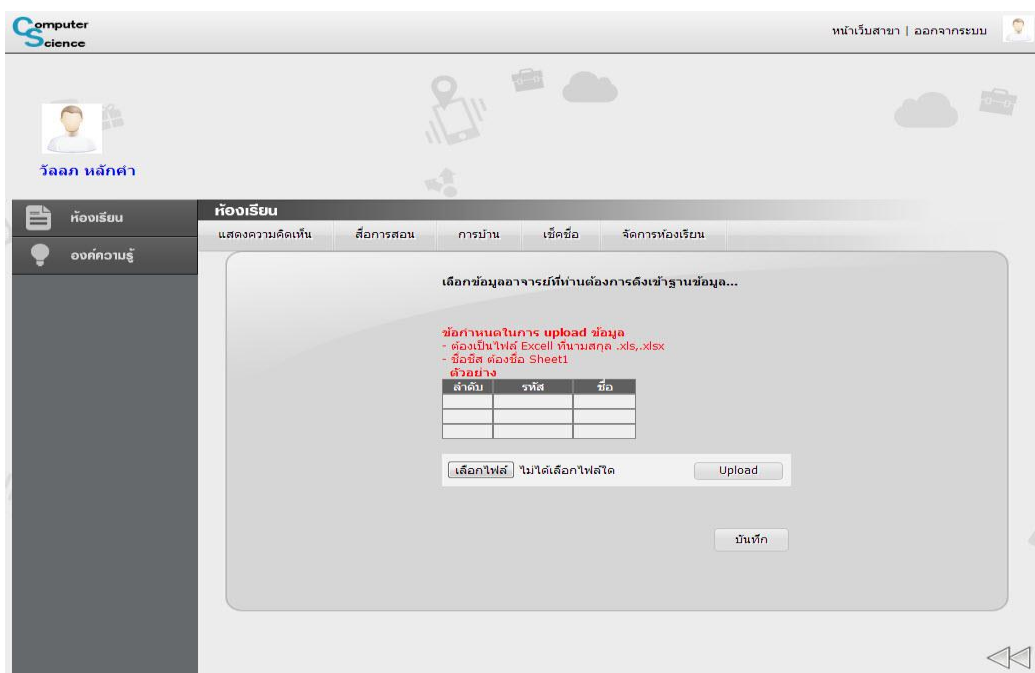 Computer
Science
หน้าเว็บสาขา | ออกจากระบบ
วัลลภ หลักคำ
ห้องเรียน
องค์ความรู้
ห้องเรียน
แสดงความคิดเห็น สื่อการสอน การบ้าน เช็คชื่อ จัดการห้องเรียน
เลือกข้อมูลอาจารย์ที่ท่านต้องการดึงเข้าฐานข้อมูล...
ข้อกำหนดในการ upload ข้อมูล
- ต้องเป็นไฟล์ Excell ที่นามสกุล .xls,.xlsx
- ชื่อชีส ต้องชื่อ Sheet1
ตัวอย่าง
ลำดับ รหัส ชื่อ
เลือกไฟล์ ไม่ได้เลือกไฟล์ใด Upload
บันทึก